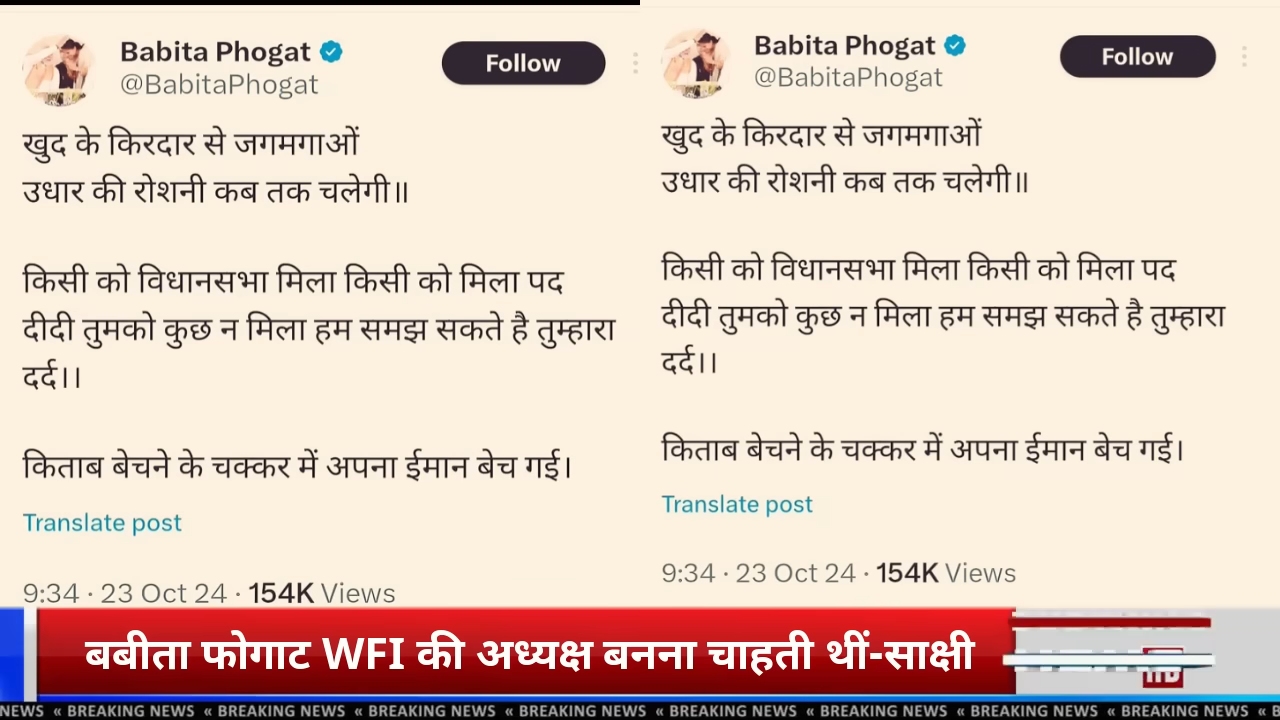 Babita Phogat
@BabitaPhogat
Follow
खुद के किरदार से जगमगाओं
उधार की रोशनी कब तक चलेगी॥
किसी को विधानसभा मिला किसी को मिला पद
दीदी तुमको कुछ न मिला हम समझ सकते है तुम्हारा
दर्द।।
किताब बेचने के चक्कर में अपना ईमान बेच गई।
Translate post
9:34 · 23 Oct 24 · 154K Views
Babita Phogat
@BabitaPhogat
Follow
खुद के किरदार से जगमगाओं
उधार की रोशनी कब तक चलेगी॥
किसी को विधानसभा मिला किसी को मिला पद
दीदी तुमको कुछ न मिला हम समझ सकते है तुम्हारा
दर्द।।
किताब बेचने के चक्कर में अपना ईमान बेच गई।
Translate post
9:34 · 23 Oct 24 · 154K Views
बबीता फोगाट WFI की अध्यक्ष बनना चाहती थीं-साक्षी
NEWS « BREAKING NEWS « BREAKING NEWS « BREAKING NEWS « BREAKING NEWS « BREAKING NEWS « BREAKING NEWS « BREAKING NEWS « BREAKING NEWS « B